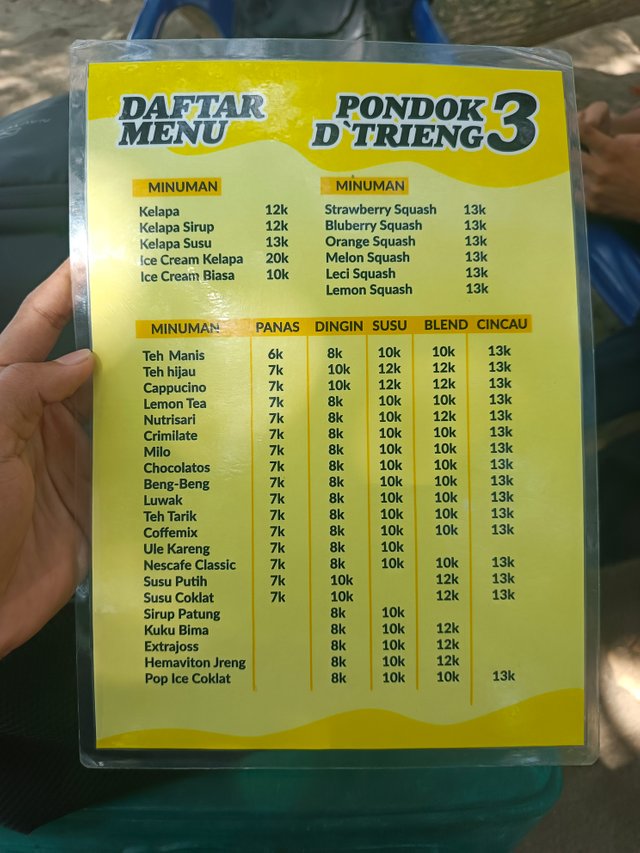 DAFTAR
MENU
PONDOK
D`TRIENG 3
MINUMAN
Kelapa 12k
Kelapa Sirup 12k
Kelapa Susu 13k
Ice Cream Kelapa 20k
Ice Cream Biasa 10k
MINUMAN
Strawberry Squash 13k
Bluberry Squash 13k
Orange Squash 13k
Melon Squash 13k
Leci Squash 13k
Lemon Squash 13k
MINUMAN PANAS DINGIN SUSU BLEND CINCAU
Teh Manis 6k 8k 10k 10k 13k
Teh hijau 7k 10k 12k 12k 13k
Cappucino 7k 10k 12k 12k 13k
Lemon Tea 7k 8k 10k 10k 13k
Nutrisari 7k 8k 10k 12k 13k
Crimilate 7k 8k 10k 10k 13k
Milo 7k 8k 10k 10k 13k
Chocolatos 7k 8k 10k 10k 13k
Beng-Beng 7k 8k 10k 10k 13k
Luwak 7k 8k 10k 10k 13k
Teh Tarik 7k 8k 10k 10k 13k
Coffemix 7k 8k 10k 10k 13k
Ule Kareng 7k 8k 10k
Nescafe Classic 7k 8k 10k 10k 13k
Susu Putih 7k 10k 12k 13k
Susu Coklat 7k 10k 12k 13k
Sirup Patung 8k 10k
Kuku Bima 8k 10k 12k
Extrajoss 8k 10k 12k
Hemaviton Jreng 8k 10k 12k
Pop Ice Coklat 8k 10k 10k 13k